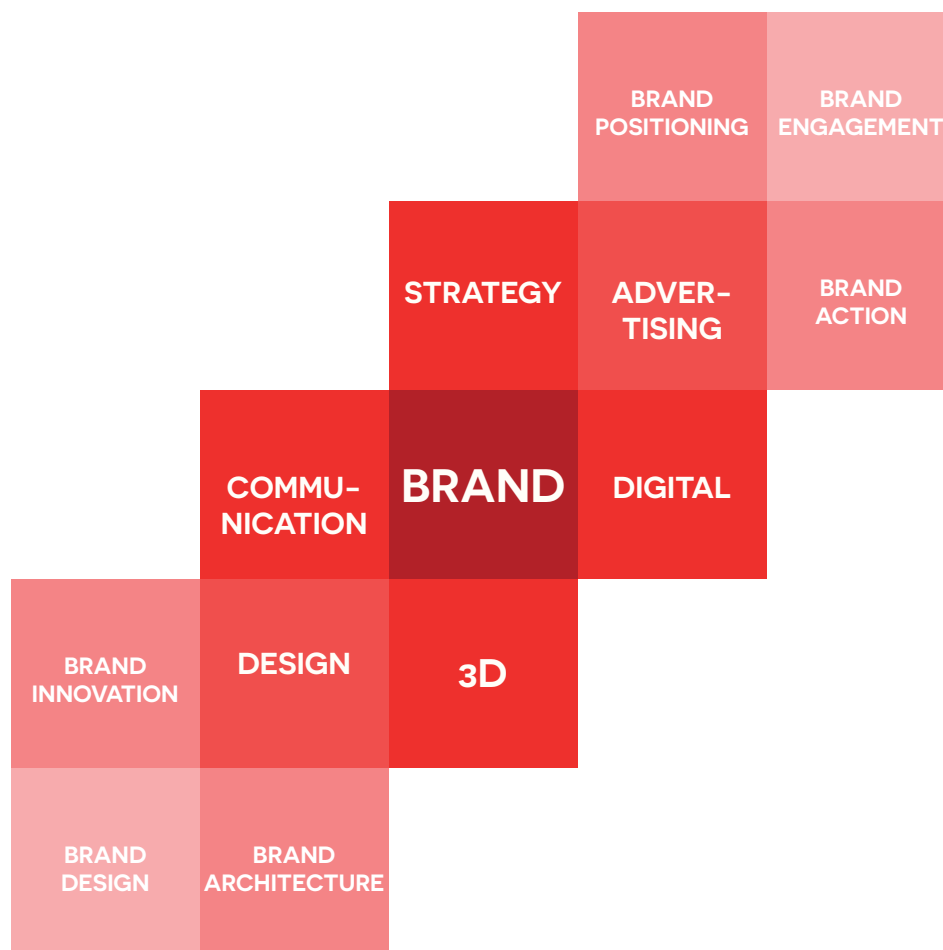 BRAND
POSITIONING
BRAND
ENGAGEMENT
STRATEGY
ADVER-
TISING
BRAND
ACTION
COMMU-
NICATION
BRAND
DIGITAL
BRAND
INNOVATION
DESIGN
3D
BRAND
DESIGN
BRAND
ARCHITECTURE